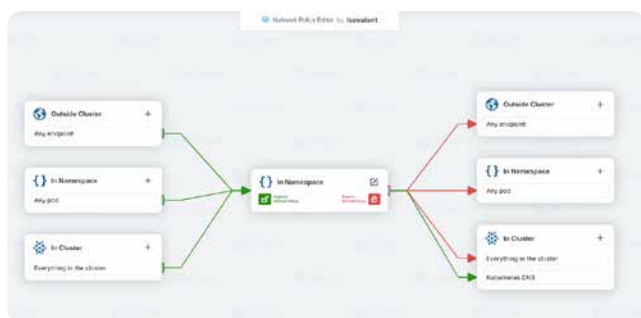 Network Policy Editor by Isovalent
Outside Cluster
Any endpoint
In Namespace
Any pod
In Cluster
Everything in the cluster
In Namespace
Outside Cluster
Any endpoint
In Namespace
Any pod
In Cluster
Everything in the cluster
Kubernetes DNS